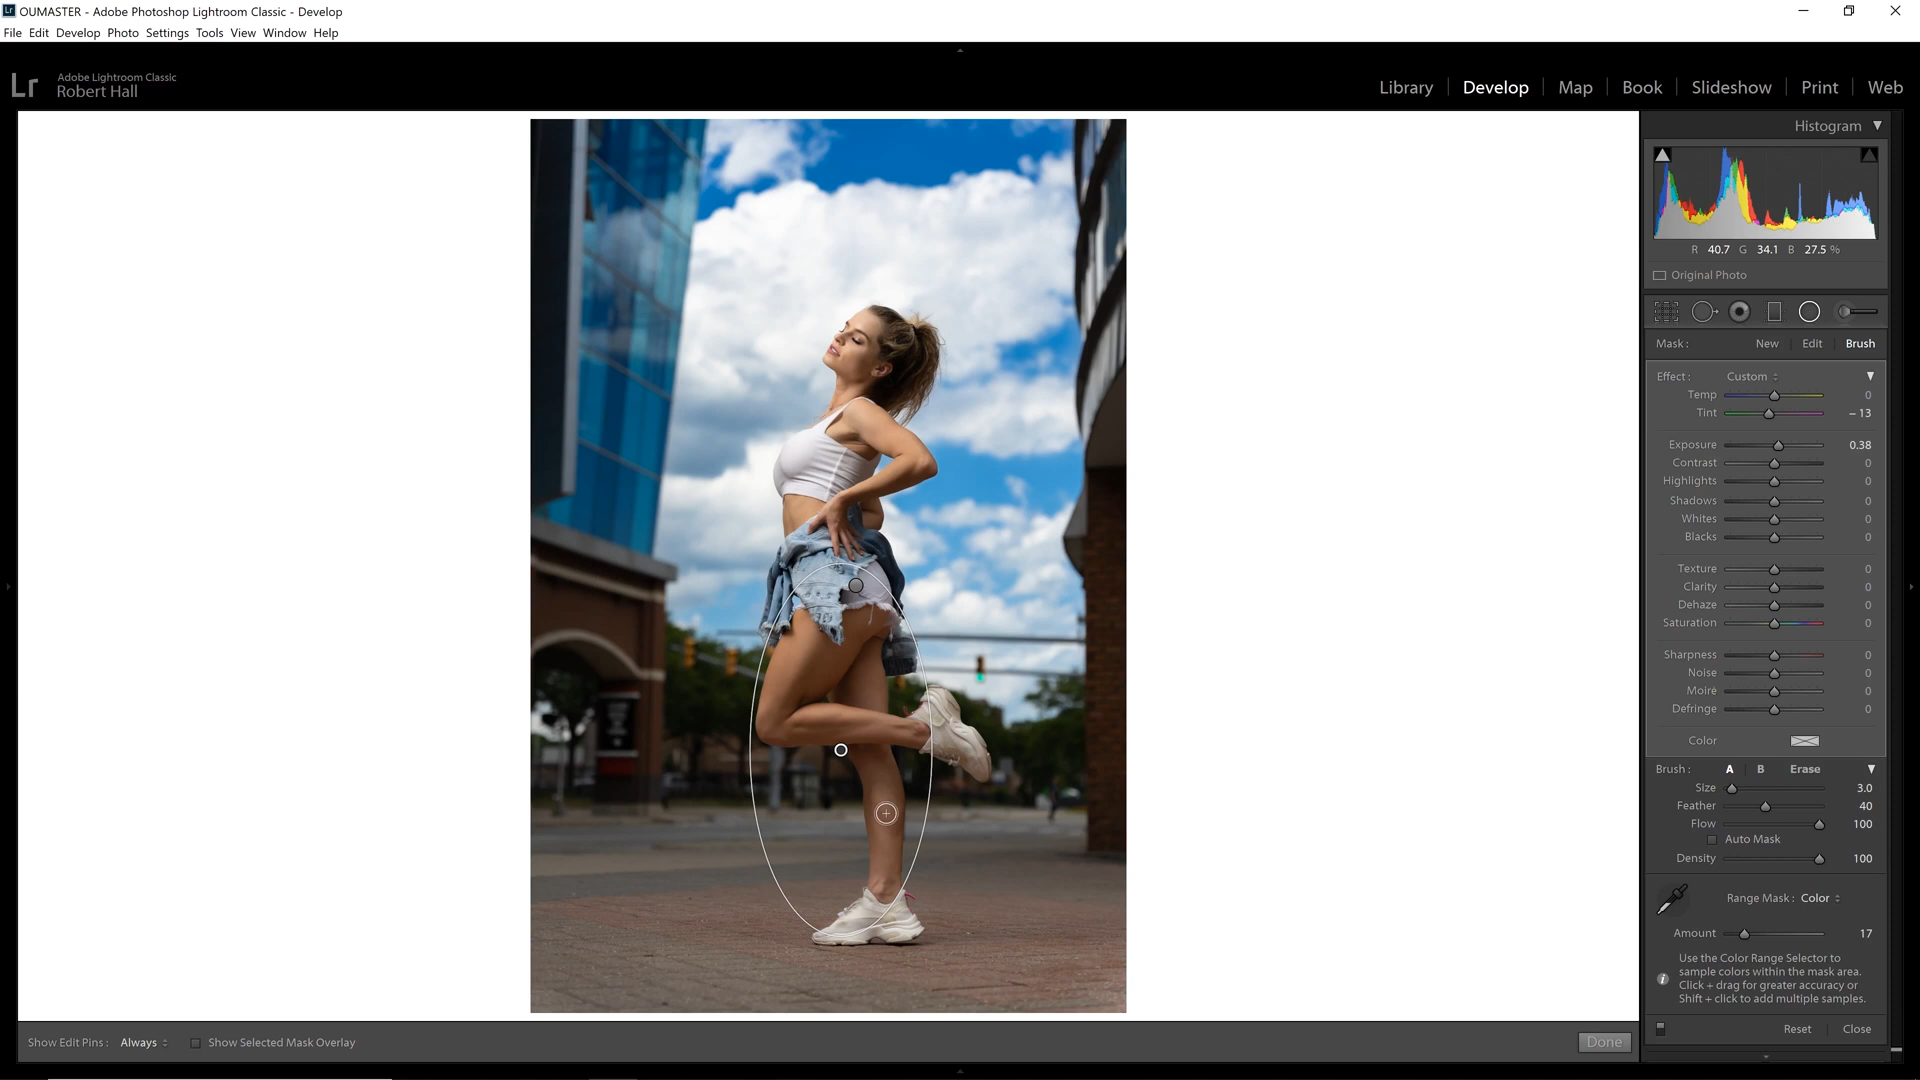 OUMASTER - Adobe Photoshop Lightroom Classic - Develop
File Edit Develop Photo Settings Tools View Window Help
Lr
Adobe Lightroom Classic
Robert Hall
Library Develop Map Book Slideshow Print Web
Histogram
R 40.7 G 34.1 B 27.5 %
Original Photo
Mask : New Edit Brush
Effect : Custom
Temp 0
Tint – 13
Exposure 0.38
Contrast 0
Highlights 0
Shadows 0
Whites 0
Blacks 0
Texture 0
Clarity 0
Dehaze 0
Saturation 0
Sharpness 0
Noise 0
Moiré 0
Defringe 0
Color
Brush : A B Erase
Size 3.0
Feather 40
Flow 100
Auto Mask
Density 100
Range Mask : Color
Amount 17
Use the Color Range Selector to
sample colors within the mask area.
Click + drag for greater accuracy or
Shift + click to add multiple samples.
Reset Close
Show Edit Pins : Always Show Selected Mask Overlay Done